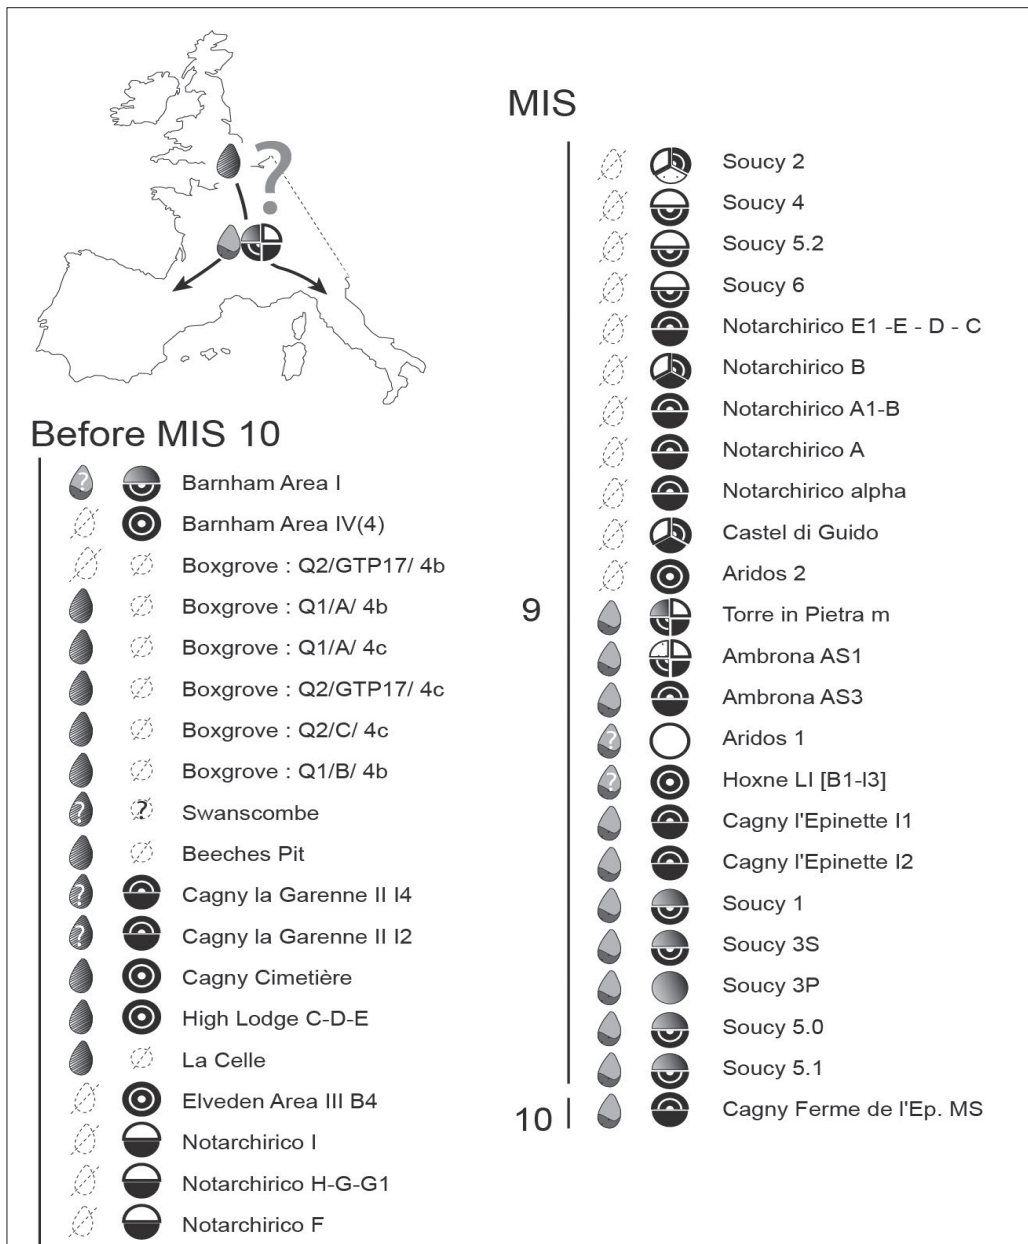 ?
Before MIS 10
? Barnham Area I
Barnham Area IV(4)
Boxgrove : Q2/GTP17/ 4b
Boxgrove : Q1/A/ 4b
Boxgrove : Q1/A/ 4c
Boxgrove : Q2/GTP17/ 4c
Boxgrove : Q2/C/ 4c
Boxgrove : Q1/B/ 4b
? ? Swanscombe
Beeches Pit
? Cagny la Garenne II I4
? Cagny la Garenne II I2
Cagny Cimetière
High Lodge C-D-E
La Celle
Elveden Area III B4
Notarchirico I
Notarchirico H-G-G1
Notarchirico F
MIS
Soucy 2
Soucy 4
Soucy 5.2
Soucy 6
Notarchirico E1 -E - D - C
Notarchirico B
Notarchirico A1-B
Notarchirico A
Notarchirico alpha
Castel di Guido
Aridos 2
9 Torre in Pietra m
Ambrona AS1
Ambrona AS3
? Aridos 1
? Hoxne LI [B1-I3]
Cagny l'Epinette I1
Cagny l'Epinette I2
Soucy 1
Soucy 3S
Soucy 3P
Soucy 5.0
Soucy 5.1
10 Cagny Ferme de l'Ep. MS